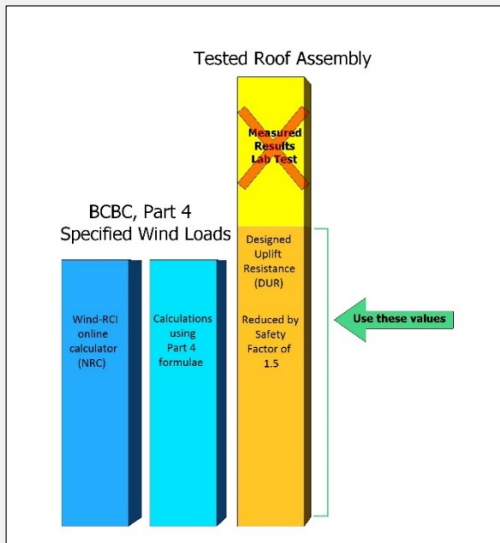 Tested Roof Assembly
Measured
Results
Lab Test
BCBC, Part 4
Specified Wind Loads
Wind-RCI
online
calculator
(NRC)
Calculations
using
Part 4
formulae
Designed
Uplift
Resistance
(DUR)
Reduced by
Safety
Factor of
1.5
Use these values